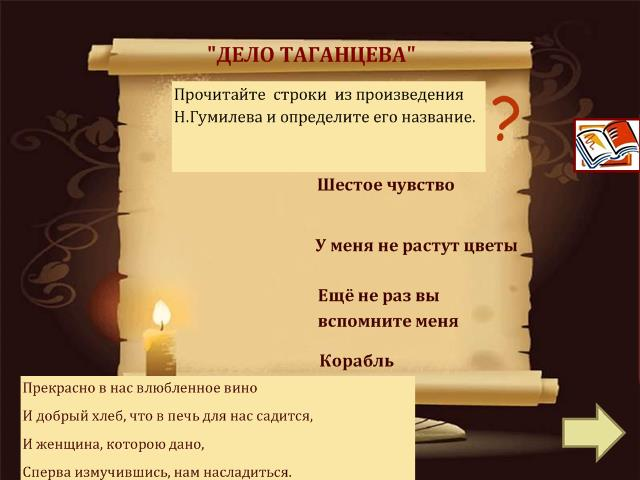 "ДЕЛО ТАГАНЦЕВА"
Прочитайте строки из произведения
Н.Гумилева и определите его название.
?
Шестое чувство
У меня не растут цветы
Ещё не раз вы
вспомните меня
Корабль
Прекрасно в нас влюбленное вино
И добрый хлеб, что в печь для нас садится,
И женщина, которою дано,
Сперва измучившись, нам насладиться.